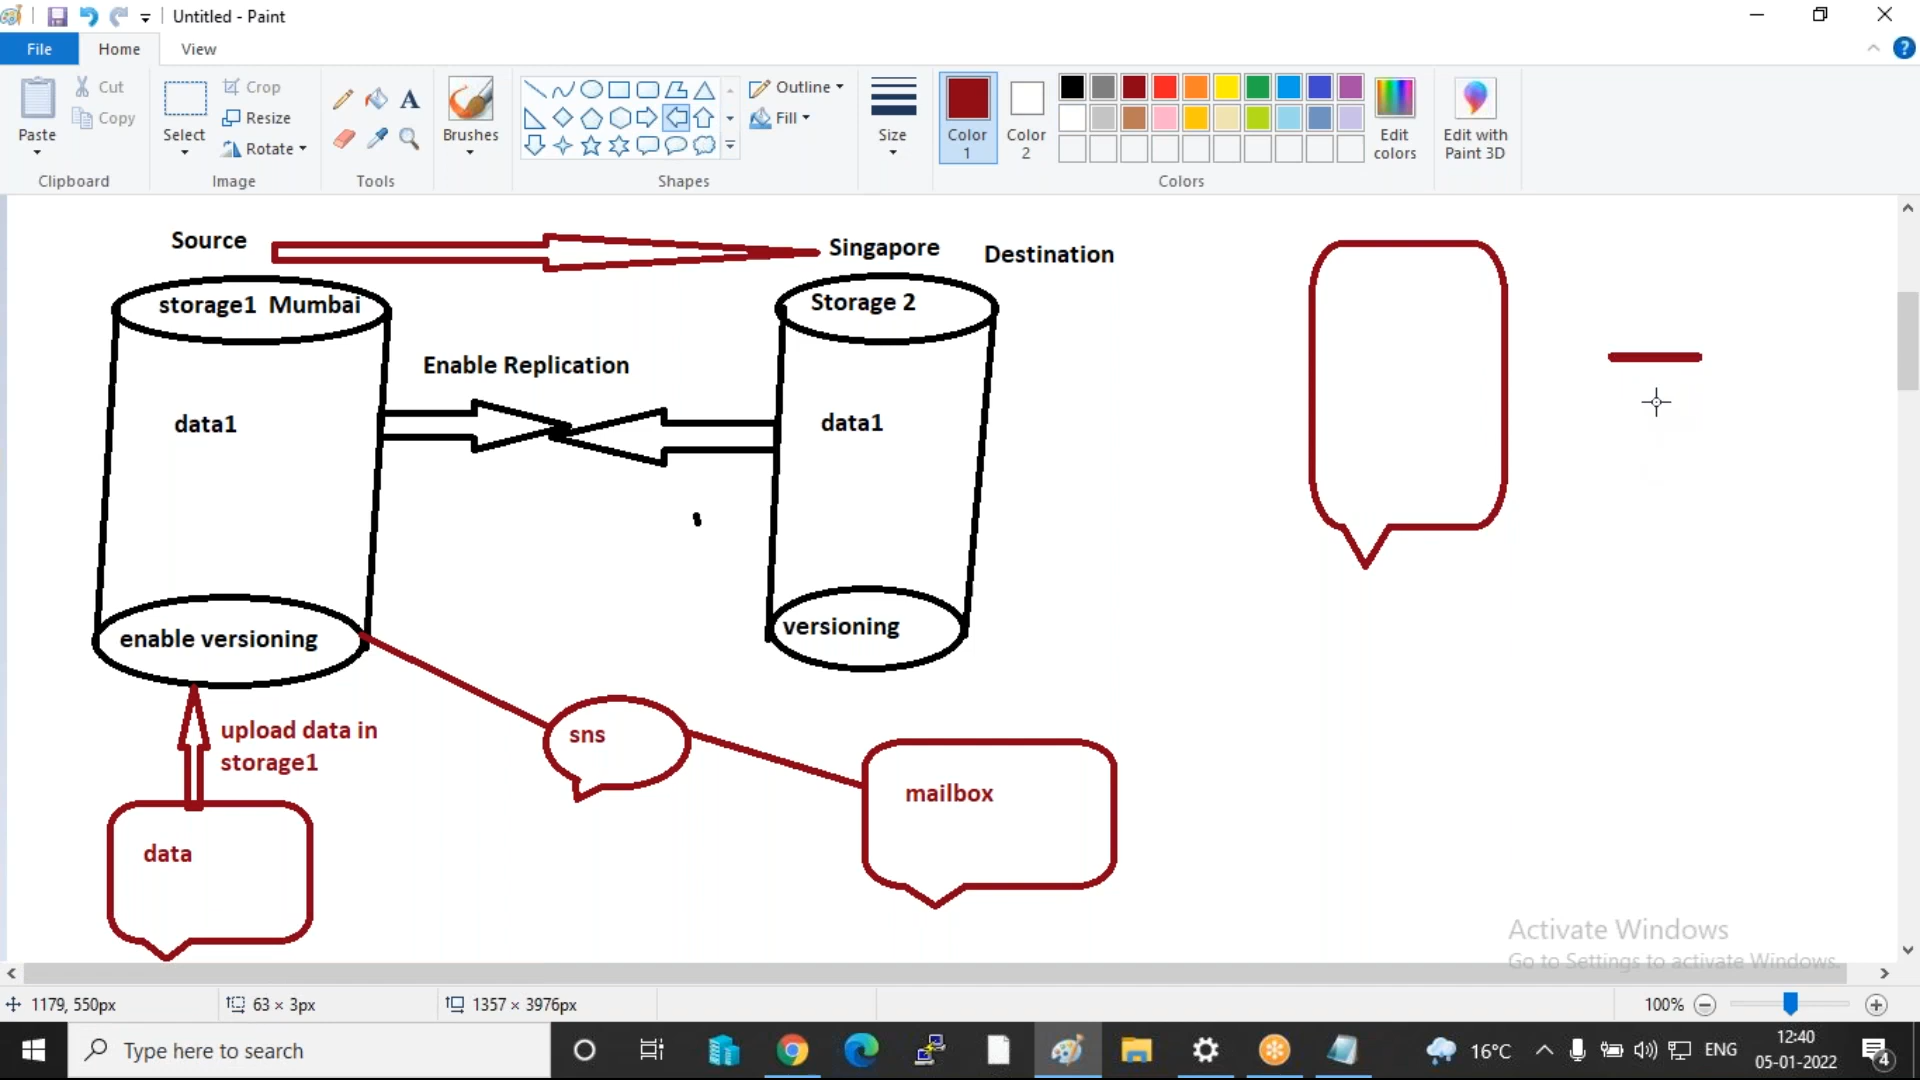 Untitled - Paint
File
Home
View
Paste
Cut
Copy
Clipboard
Select
Crop
Resize
Rotate
Image
Tools
Brushes
Shapes
Outline
Fill
Size
Color
1
Color
2
Edit
colors
Colors
Edit with
Paint 3D
Source
Singapore
Destination
storage1 Mumbai
Storage 2
Enable Replication
data1
data1
enable versioning
versioning
upload data in
storage1
sns
mailbox
data
Activate Windows
Go to Settings to activate Windows.
1179, 550px
63 × 3px
1357 × 3976px
100%
Type here to search
16°C
ENG
12:40
05-01-2022
4